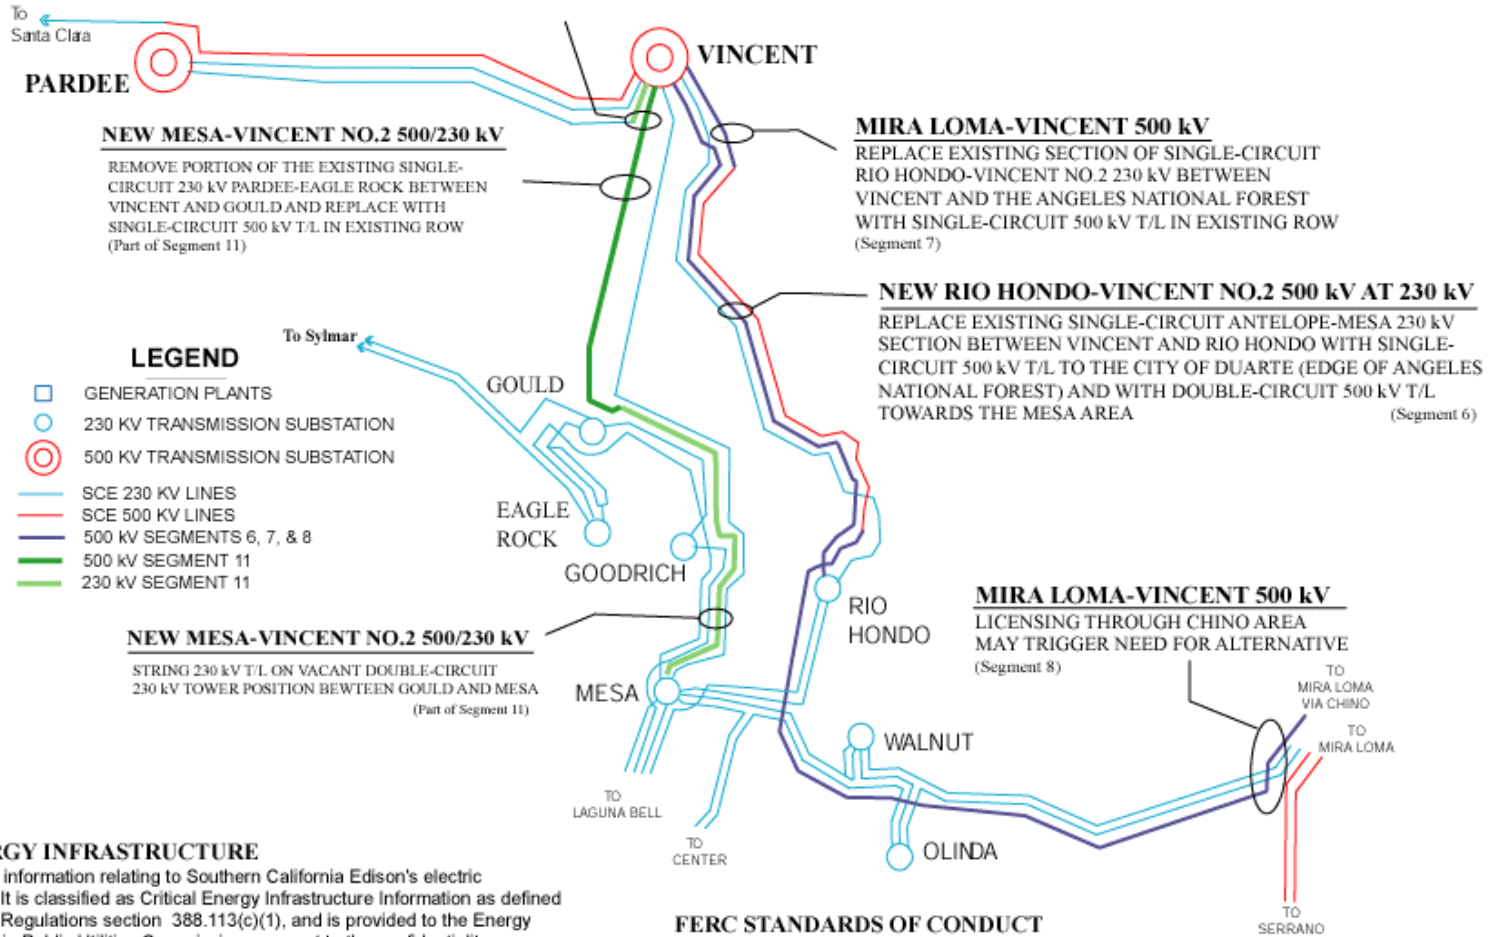 To
Santa Clara
PARDEE
VINCENT
NEW MESA-VINCENT NO.2 500/230 kV
REMOVE PORTION OF THE EXISTING SINGLE-
CIRCUIT 230 kV PARDEE-EAGLE ROCK BETWEEN
VINCENT AND GOULD AND REPLACE WITH
SINGLE-CIRCUIT 500 kV T/L IN EXISTING ROW
(Part of Segment 11)
MIRA LOMA-VINCENT 500 kV
REPLACE EXISTING SECTION OF SINGLE-CIRCUIT
RIO HONDO-VINCENT NO.2 230 kV BETWEEN
VINCENT AND THE ANGELES NATIONAL FOREST
WITH SINGLE-CIRCUIT 500 kV T/L IN EXISTING ROW
(Segment 7)
NEW RIO HONDO-VINCENT NO.2 500 kV AT 230 kV
REPLACE EXISTING SINGLE-CIRCUIT ANTELOPE-MESA 230 kV
SECTION BETWEEN VINCENT AND RIO HONDO WITH SINGLE-
CIRCUIT 500 kV T/L TO THE CITY OF DUARTE (EDGE OF ANGELES
NATIONAL FOREST) AND WITH DOUBLE-CIRCUIT 500 kV T/L
TOWARDS THE MESA AREA (Segment 6)
To Sylmar
LEGEND
GENERATION PLANTS
230 KV TRANSMISSION SUBSTATION
500 KV TRANSMISSION SUBSTATION
SCE 230 KV LINES
SCE 500 KV LINES
500 kV SEGMENTS 6, 7, & 8
500 kV SEGMENT 11
230 kV SEGMENT 11
GOULD
EAGLE
ROCK
GOODRICH
RIO
HONDO
NEW MESA-VINCENT NO.2 500/230 kV
STRING 230 kV T/L ON VACANT DOUBLE-CIRCUIT
230 kV TOWER POSITION BEWTEEN GOULD AND MESA
(Part of Segment 11)
MESA
MIRA LOMA-VINCENT 500 kV
LICENSING THROUGH CHINO AREA
MAY TRIGGER NEED FOR ALTERNATIVE
(Segment 8)
TO
MIRA LOMA
VIA CHINO
TO
MIRA LOMA
WALNUT
TO
LAGUNA BELL
TO
CENTER
OLINDA
TO
SERRANO
RGY INFRASTRUCTURE
information relating to Southern California Edison's electric
It is classified as Critical Energy Infrastructure Information as defined
Regulations section 388.113(c)(1), and is provided to the Energy
FERC STANDARDS OF CONDUCT